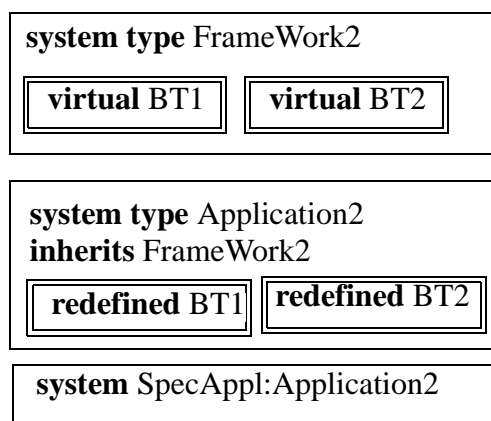 system type FrameWork2
virtual BT1 virtual BT2
system type Application2
inherits FrameWork2
redefined BT1 redefined BT2
system SpecAppl:Application2